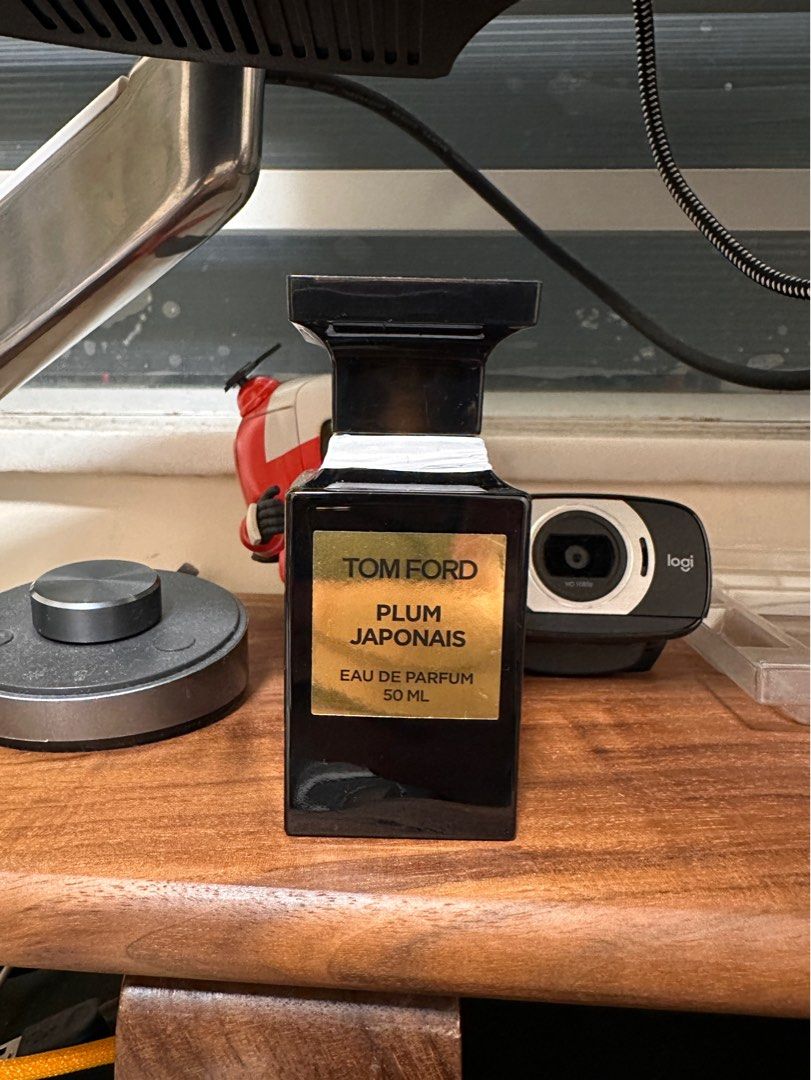 TOM FORD
PLUM
JAPONAIS
EAU DE PARFUM
50 ML
logi